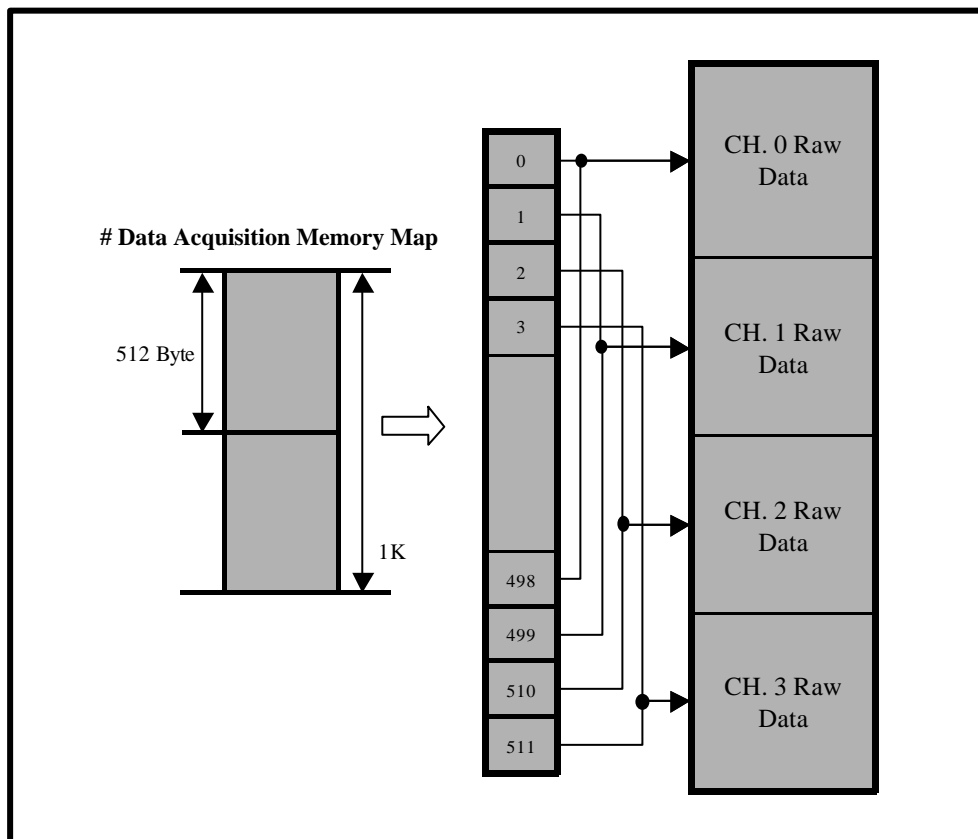 # Data Acquisition Memory Map
512 Byte
1K
0
1
2
3
498
499
510
511
CH. 0 Raw
Data
CH. 1 Raw
Data
CH. 2 Raw
Data
CH. 3 Raw
Data